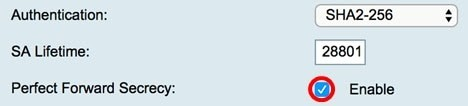 Authentication: SHA2-256
SA Lifetime: 28801
Perfect Forward Secrecy: Enable